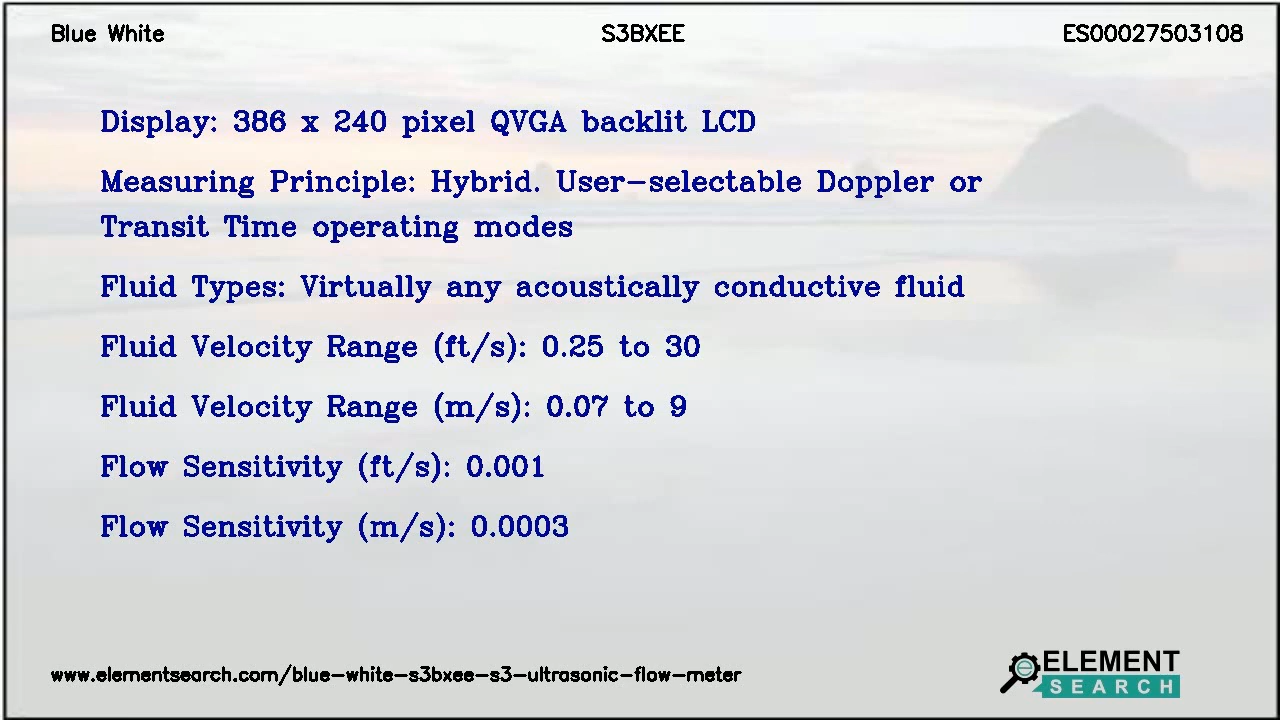 Blue White S3BXEE ES00027503108
Display: 386 x 240 pixel QVGA backlit LCD
Measuring Principle: Hybrid. User-selectable Doppler or
Transit Time operating modes
Fluid Types: Virtually any acoustically conductive fluid
Fluid Velocity Range (ft/s): 0.25 to 30
Fluid Velocity Range (m/s): 0.07 to 9
Flow Sensitivity (ft/s): 0.001
Flow Sensitivity (m/s): 0.0003
www.elementsearch.com/blue-white-s3bxee-s3-ultrasonic-flow-meter
e ELEMENT
SEARCH